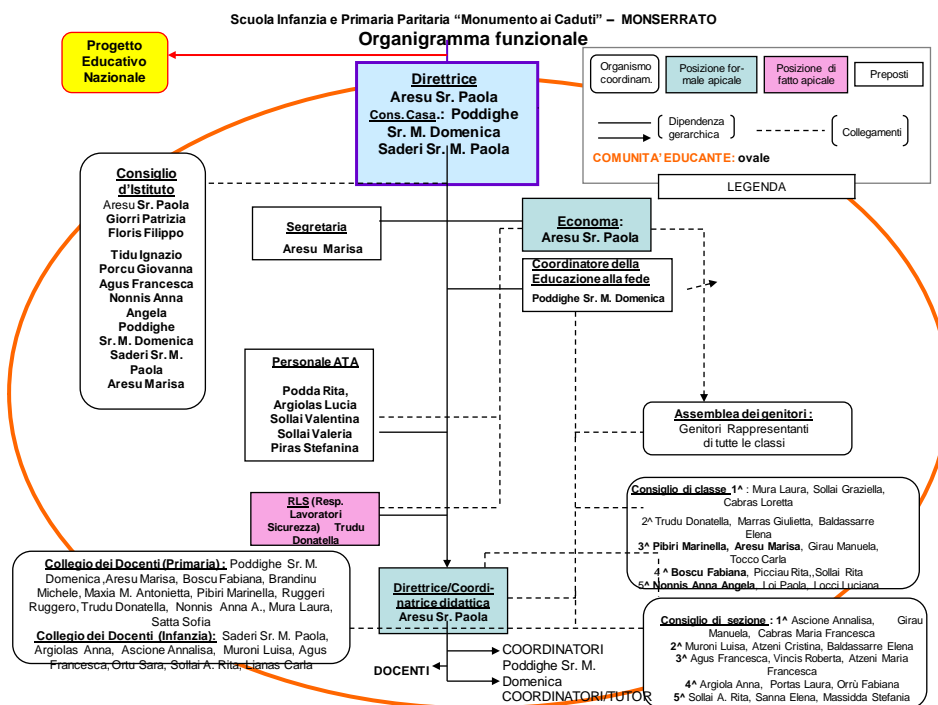 Scuola Infanzia e Primaria Paritaria “Monumento ai Caduti” – MONSERRATO
Organigramma funzionale
Progetto
Educativo
Nazionale
Direttrice
Aresu Sr. Paola
Cons. Casa.: Poddighe
Sr. M. Domenica
Saderi Sr. M. Paola
Organismo
coordinam.
Posizione for-
male apicale
Posizione di
fatto apicale
Preposti
Dipendenza
gerarchica
Collegamenti
COMUNITA’ EDUCANTE: ovale
LEGENDA
Consiglio
d’Istituto
Aresu Sr. Paola
Giorri Patrizia
Floris Filippo
Tidu Ignazio
Porcu Giovanna
Agus Francesca
Nonnis Anna
Angela
Poddighe
Sr. M. Domenica
Saderi Sr. M.
Paola
Aresu Marisa
Segretaria
Aresu Marisa
Economa:
Aresu Sr. Paola
Coordinatore della
Educazione alla fede
Poddighe Sr. M. Domenica
Personale ATA
Podda Rita,
Argiolas Lucia
Sollai Valentina
Sollai Valeria
Piras Stefanina
Assemblea dei genitori :
Genitori Rappresentanti
di tutte le classi
RLS (Resp.
Lavoratori
Sicurezza) Trudu
Donatella
Consiglio di classe 1^ : Mura Laura, Sollai Graziella,
Cabras Loretta
2^ Trudu Donatella, Marras Giulietta, Baldassarre
Elena
3^ Pibiri Marinella, Aresu Marisa, Girau Manuela,
Tocco Carla
4 ^ Boscu Fabiana, Picciau Rita,,Sollai Rita
5^ Nonnis Anna Angela, Loi Paola, Locci Luciana
Collegio dei Docenti (Primaria) : Poddighe Sr. M.
Domenica ,Aresu Marisa, Boscu Fabiana, Brandinu
Michele, Maxia M. Antonietta, Pibiri Marinella, Ruggeri
Ruggero, Trudu Donatella, Nonnis Anna A., Mura Laura,
Satta Sofia
Collegio dei Docenti (Infanzia): Saderi Sr. M. Paola,
Argiolas Anna, Ascione Annalisa, Muroni Luisa, Agus
Francesca, Ortu Sara, Sollai A. Rita, Lianas Carla
Direttrice/Coordi-
natrice didattica
Aresu Sr. Paola
Consiglio di sezione : 1^ Ascione Annalisa, Girau
Manuela, Cabras Maria Francesca
2^ Muroni Luisa, Atzeni Cristina, Baldassarre Elena
3^ Agus Francesca, Vincis Roberta, Atzeni Maria
Francesca
4^ Argiola Anna, Portas Laura, Orrù Fabiana
5^ Sollai A. Rita, Sanna Elena, Massidda Stefania
DOCENTI
COORDINATORI
Poddighe Sr. M.
Domenica
COORDINATORI/TUTOR